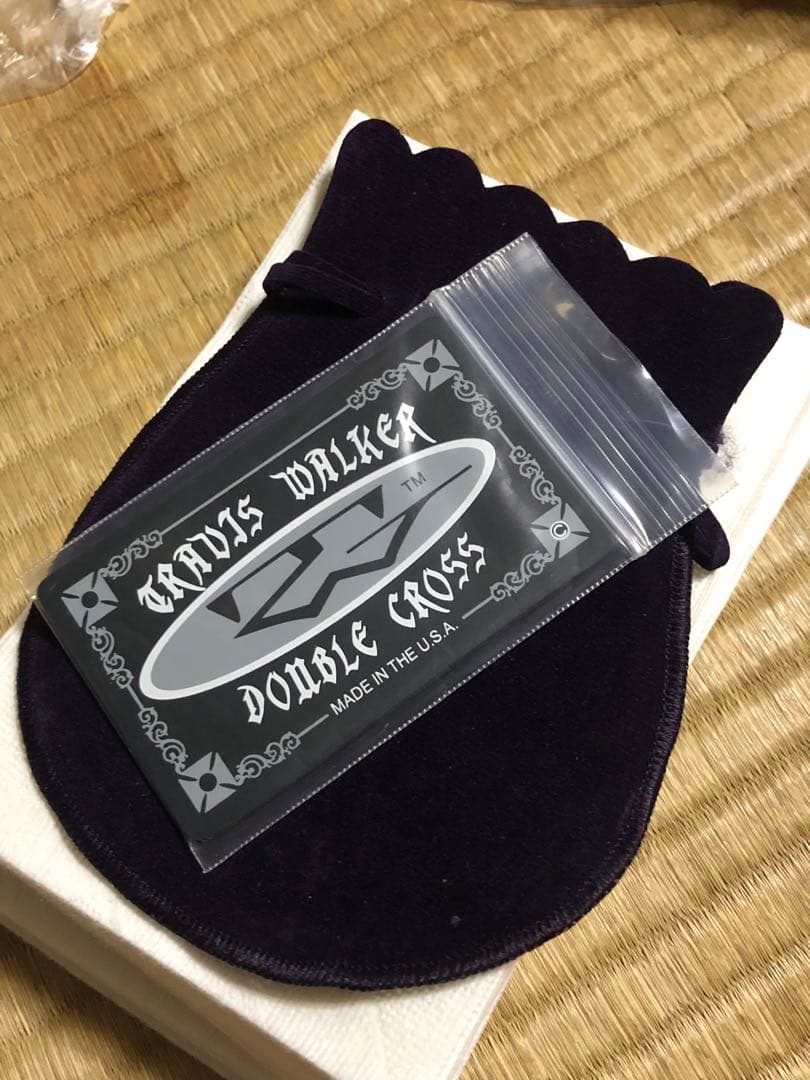 TRAVIS WALKER
TM
DOUBLE CROSS
MADE IN THE U.S.A.
©